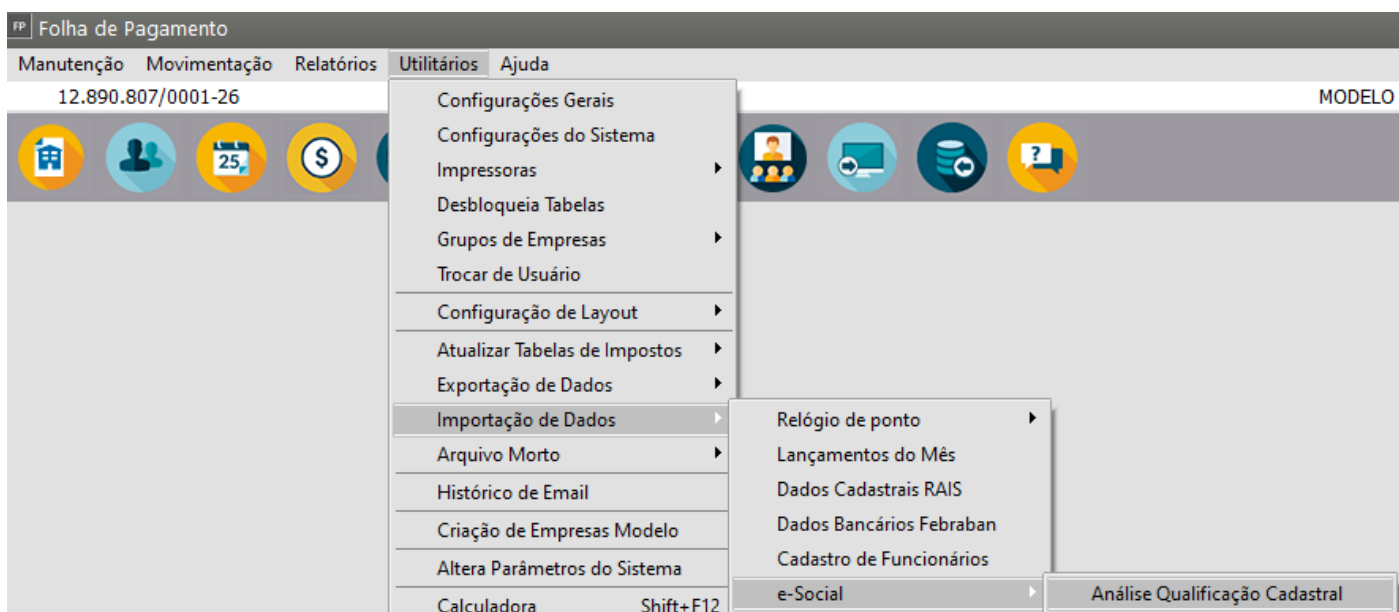 FP Folha de Pagamento
Manutenção Movimentação Relatórios Utilitários Ajuda
12.890.807/0001-26 MODELO
25
$
?
Configurações Gerais
Configurações do Sistema
Impressoras
Desbloqueia Tabelas
Grupos de Empresas
Trocar de Usuário
Configuração de Layout
Atualizar Tabelas de Impostos
Exportação de Dados
Importação de Dados
Arquivo Morto
Histórico de Email
Criação de Empresas Modelo
Altera Parâmetros do Sistema
Calculadora Shift+F12
Relógio de ponto
Lançamentos do Mês
Dados Cadastrais RAIS
Dados Bancários Febraban
Cadastro de Funcionários
e-Social
Análise Qualificação Cadastral